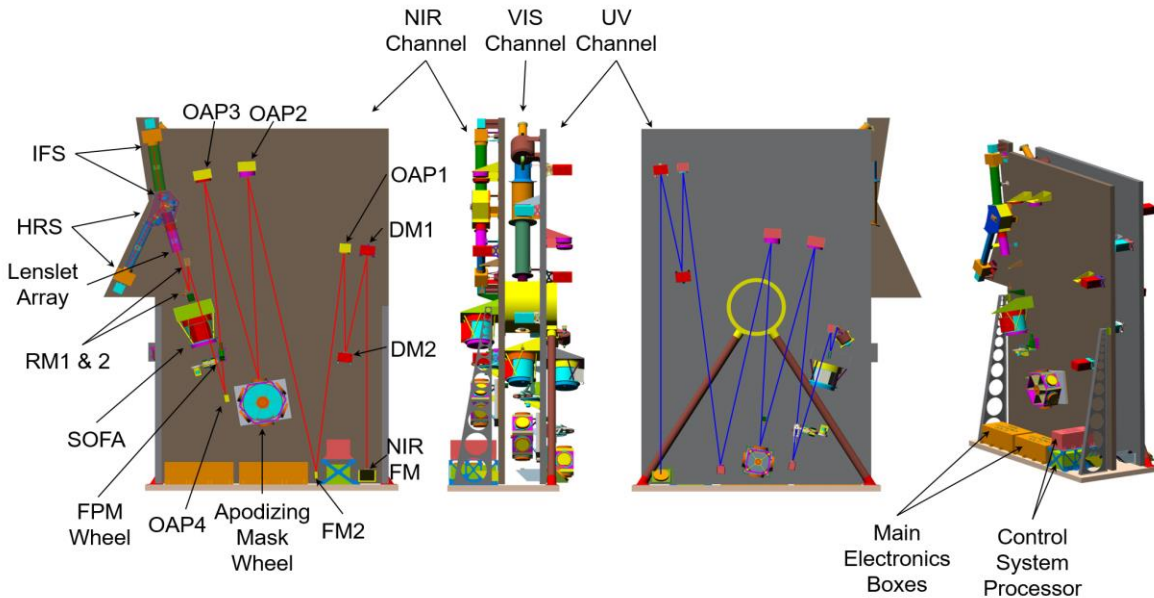 NIR
Channel
VIS
Channel
UV
Channel
OAP3
OAP2
IFS
OAP1
HRS
DM1
Lenslet
Array
DM2
RM1 & 2
SOFA
NIR
FM
FPM
Wheel
OAP4
Apodizing
Mask
Wheel
FM2
Main
Electronics
Boxes
Control
System
Processor